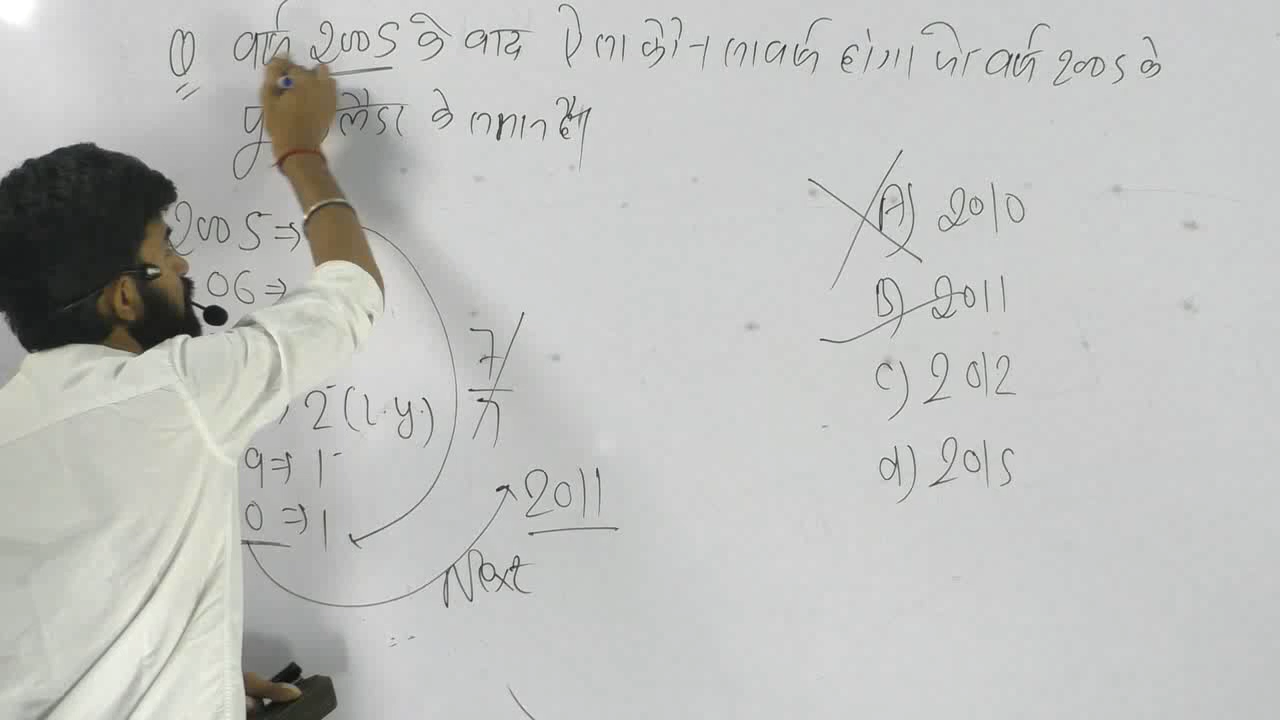 Q वर्ष 2005 के बाद ऐसा कौनसा वर्ष होगा जो वर्ष 2005 के
कैलेंडर के समान है।
2005 ⇒
06 ⇒
2 (L.y.)
9 ⇒ 1
0 ⇒ 1
7/7
2011
Next
A) 2010
B) 2011
C) 2012
d) 2015